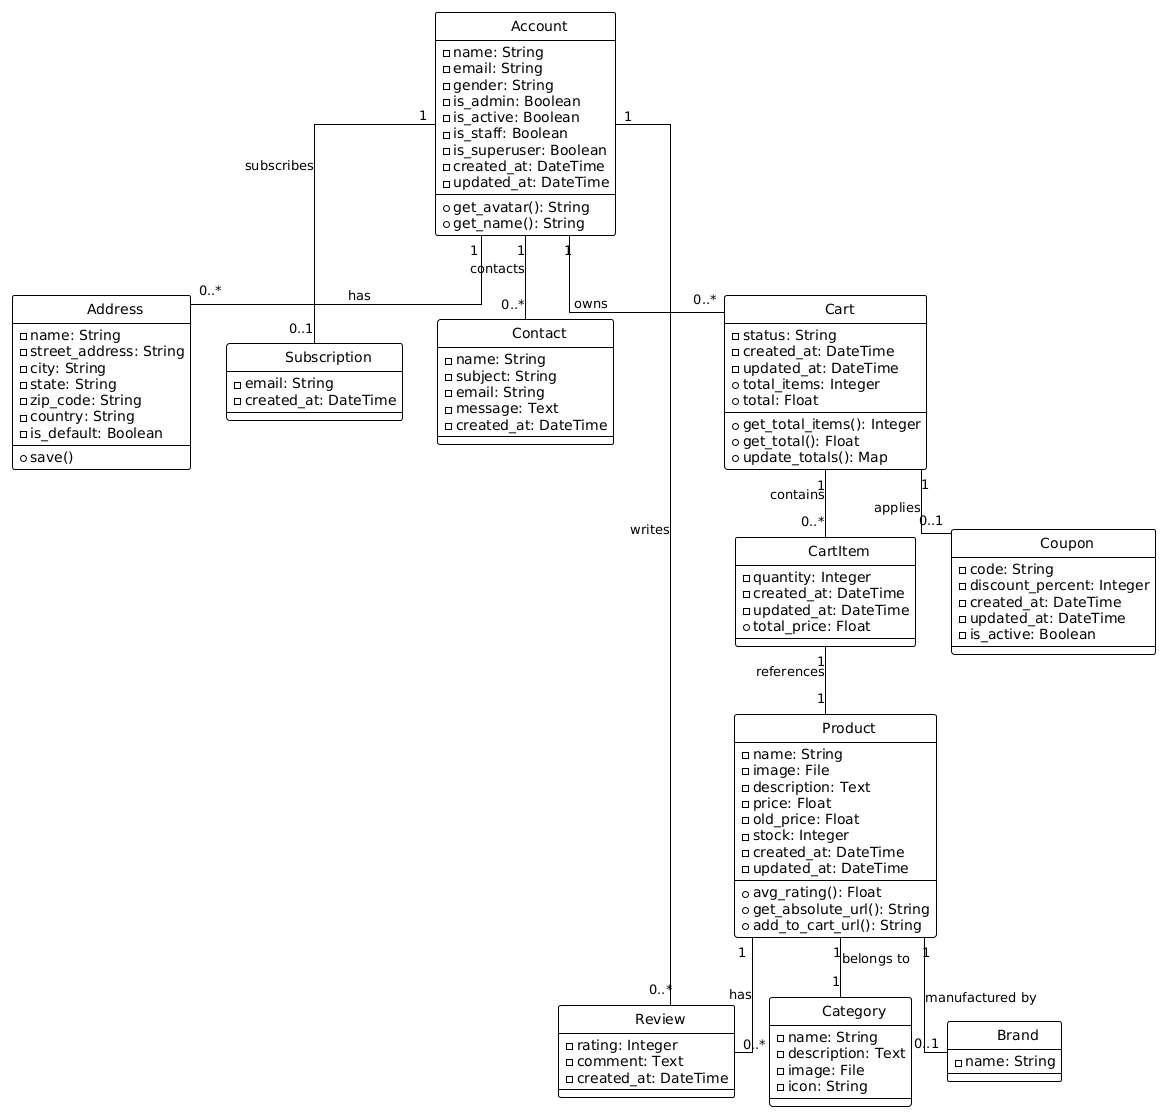 Account
name: String
email: String
gender: String
is_admin: Boolean
is_active: Boolean
is_staff: Boolean
is_superuser: Boolean
created_at: DateTime
updated_at: DateTime
get_avatar(): String
get_name(): String
1
1
subscribes
1
1
1
contacts
0..*
has
0..1
0..*
owns
0..*
Address
name: String
street_address: String
city: String
state: String
zip_code: String
country: String
is_default: Boolean
save()
Subscription
email: String
created_at: DateTime
Contact
name: String
subject: String
email: String
message: Text
created_at: DateTime
Cart
status: String
created_at: DateTime
updated_at: DateTime
total_items: Integer
total: Float
get_total_items(): Integer
get_total(): Float
update_totals(): Map
1
contains
0..*
1
applies
0..1
writes
CartItem
quantity: Integer
created_at: DateTime
updated_at: DateTime
total_price: Float
Coupon
code: String
discount_percent: Integer
created_at: DateTime
updated_at: DateTime
is_active: Boolean
1
references
1
Product
name: String
image: File
description: Text
price: Float
old_price: Float
stock: Integer
created_at: DateTime
updated_at: DateTime
avg_rating(): Float
get_absolute_url(): String
add_to_cart_url(): String
1
1
belongs to
1
1
0..*
has
manufactured by
0..*
0..1
Review
rating: Integer
comment: Text
created_at: DateTime
Category
name: String
description: Text
image: File
icon: String
Brand
name: String